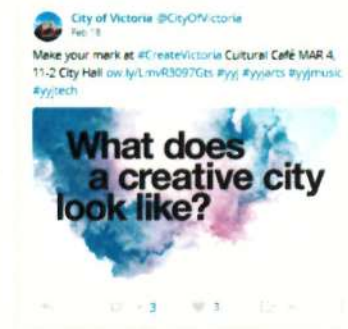 City of Victoria @CityOfVictoria
Feb 18
Make your mark at #CreateVictoria Cultural Café MAR 4,
11-2 City Hall ow.ly/LmvR3097Gts #yyj #yyjarts #yyjmusic
#yyjtech
What does
a creative city
look like?
3 3